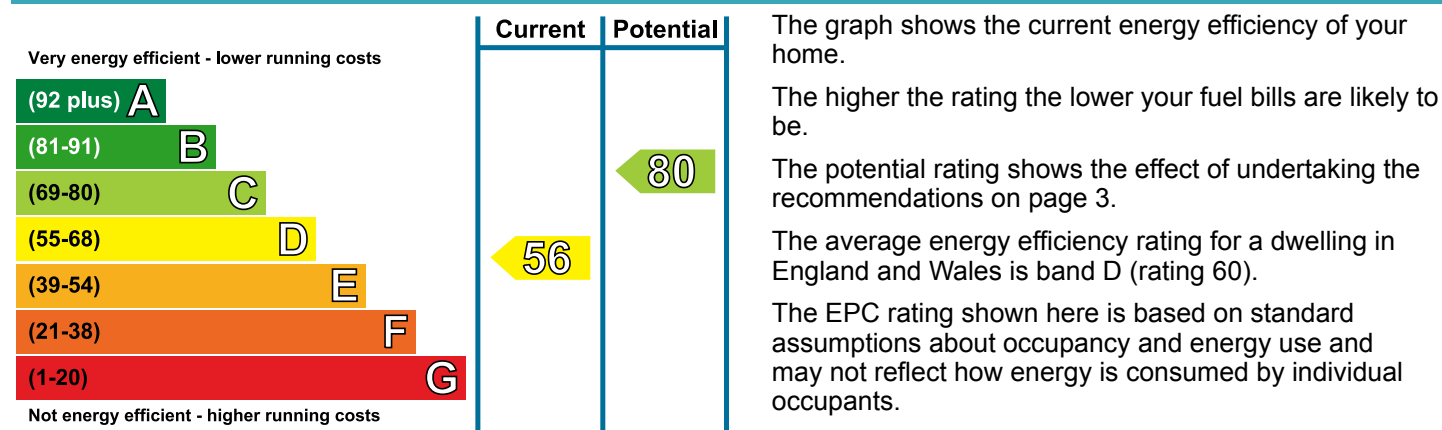 Current Potential
Very energy efficient - lower running costs
(92 plus) A
(81-91) B
(69-80) C
(55-68) D
(39-54) E
(21-38) F
(1-20) G
Not energy efficient - higher running costs
80
56
The graph shows the current energy efficiency of your
home.
The higher the rating the lower your fuel bills are likely to
be.
The potential rating shows the effect of undertaking the
recommendations on page 3.
The average energy efficiency rating for a dwelling in
England and Wales is band D (rating 60).
The EPC rating shown here is based on standard
assumptions about occupancy and energy use and
may not reflect how energy is consumed by individual
occupants.